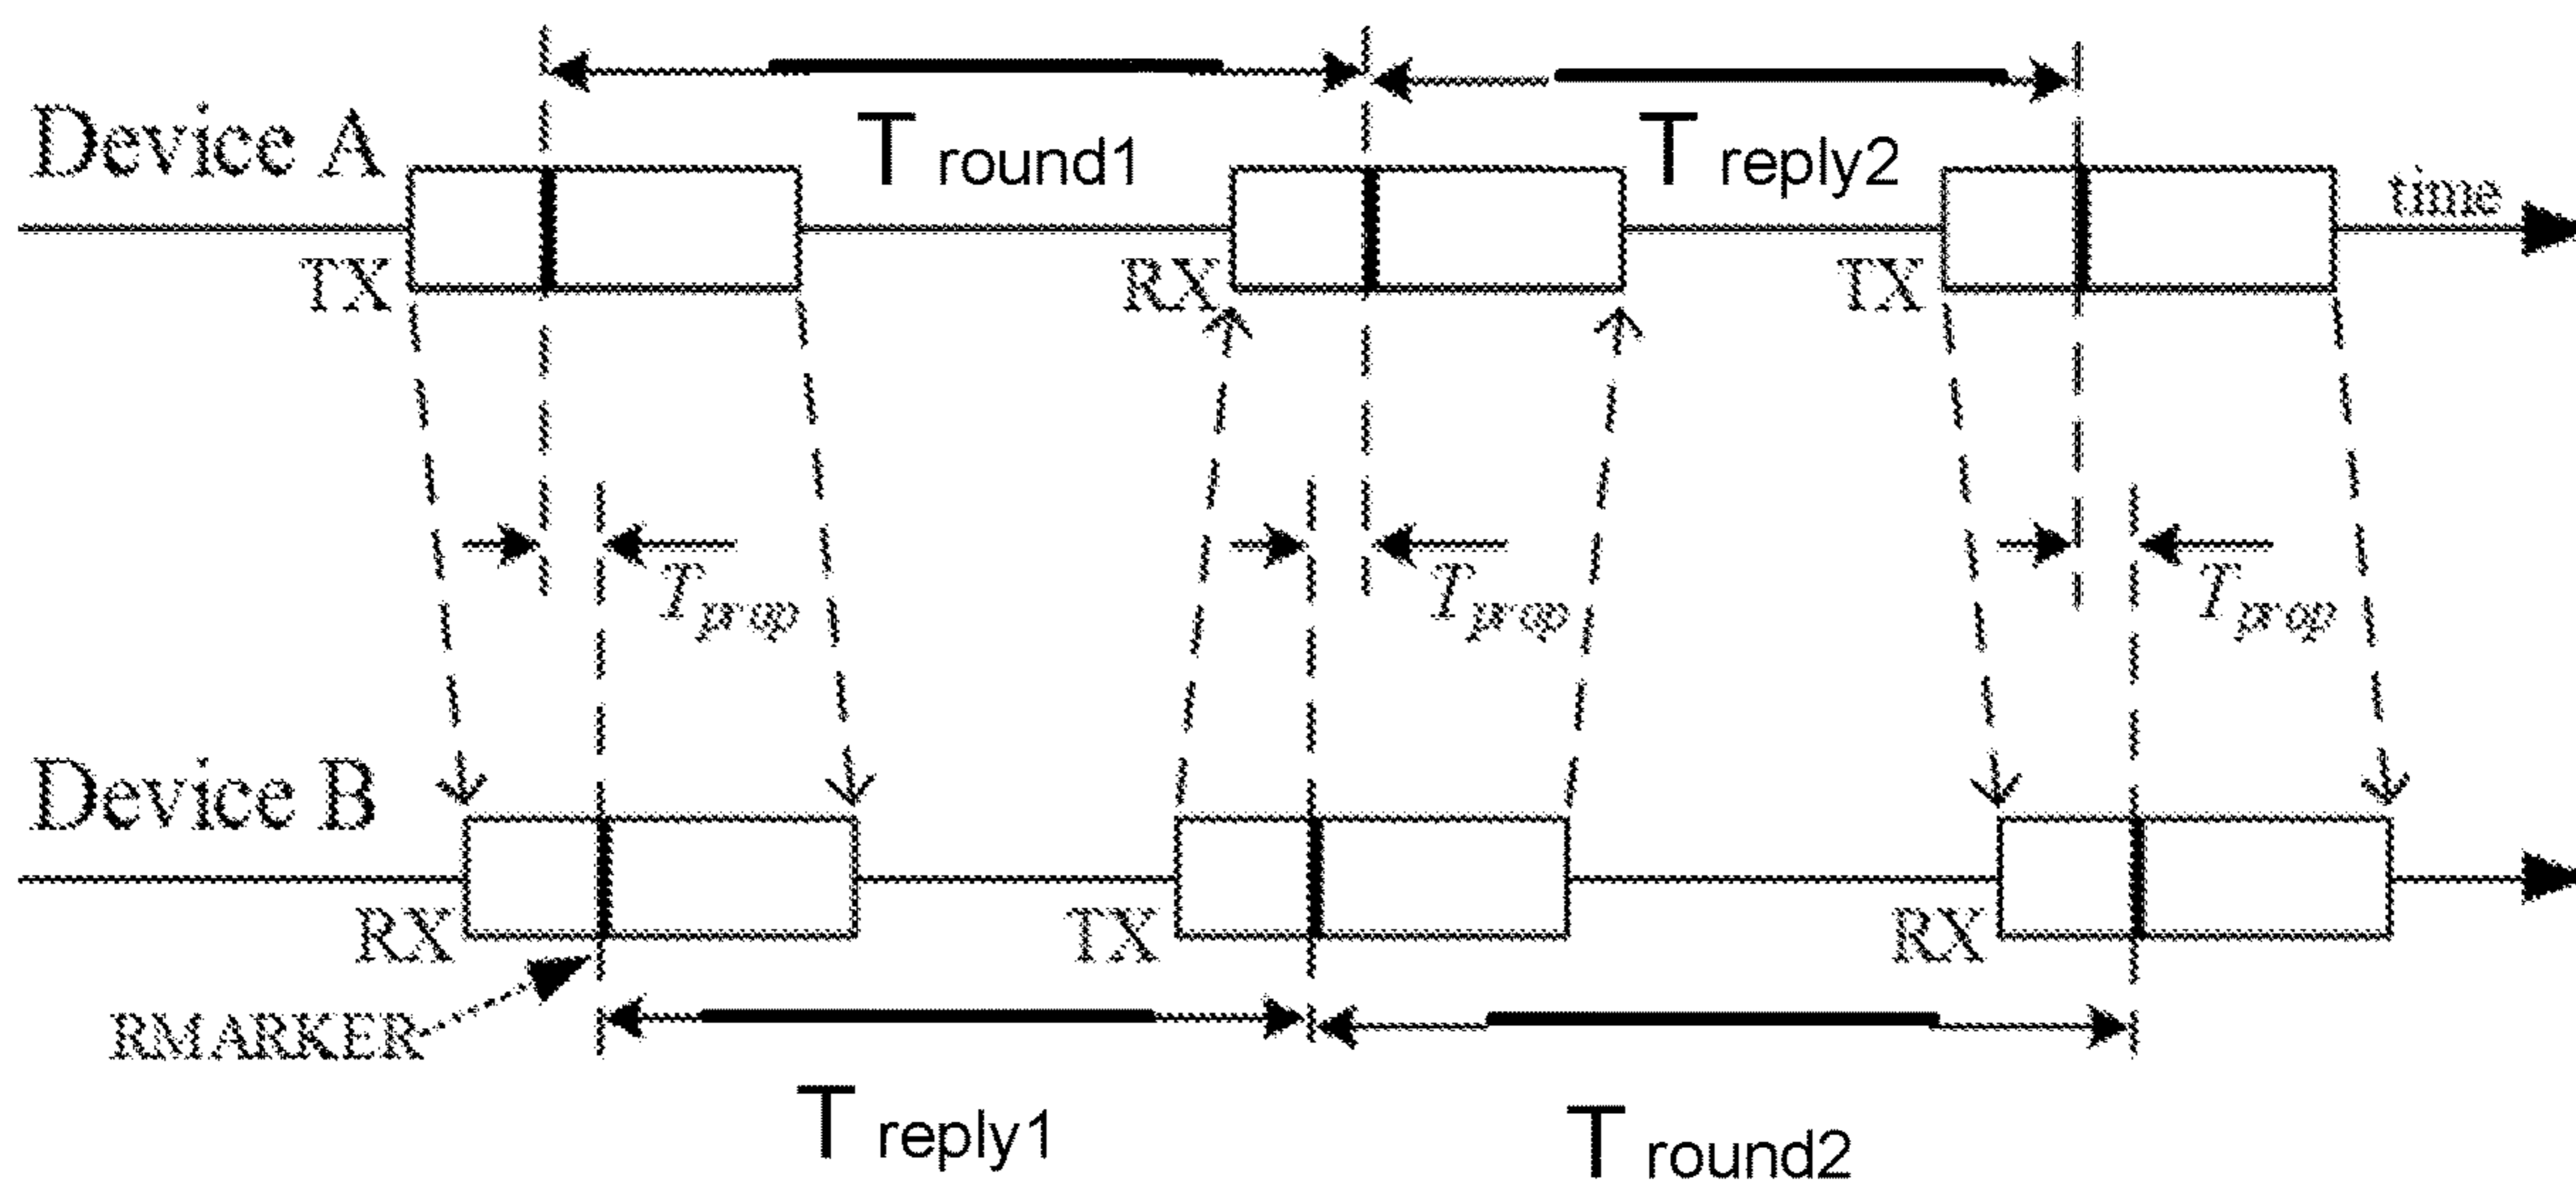 Device A
T round1
T reply2
time
TX
RX
TX
Tprop
Tprop
Tprop
Device B
RX
TX
RX
RMARKER
T reply1
T round2